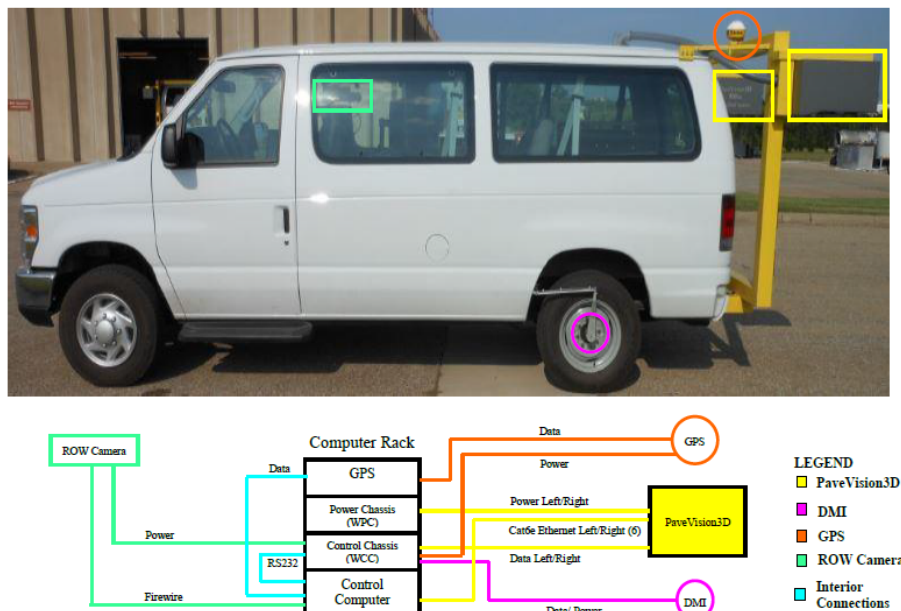 ROW Camera
Computer Rack
Data
GPS
Data
GPS
Power
LEGEND
PaveVision3D
Power Chassis
(WPC)
Power Left/Right
DMI
Cat6e Ethernet Left/Right (6)
PaveVision3D
Power
Control Chassis
(WCC)
GPS
RS232
Data Left/Right
ROW Camera
Control
Computer
Interior
Connections
Firewire
DMI
Data/ Power